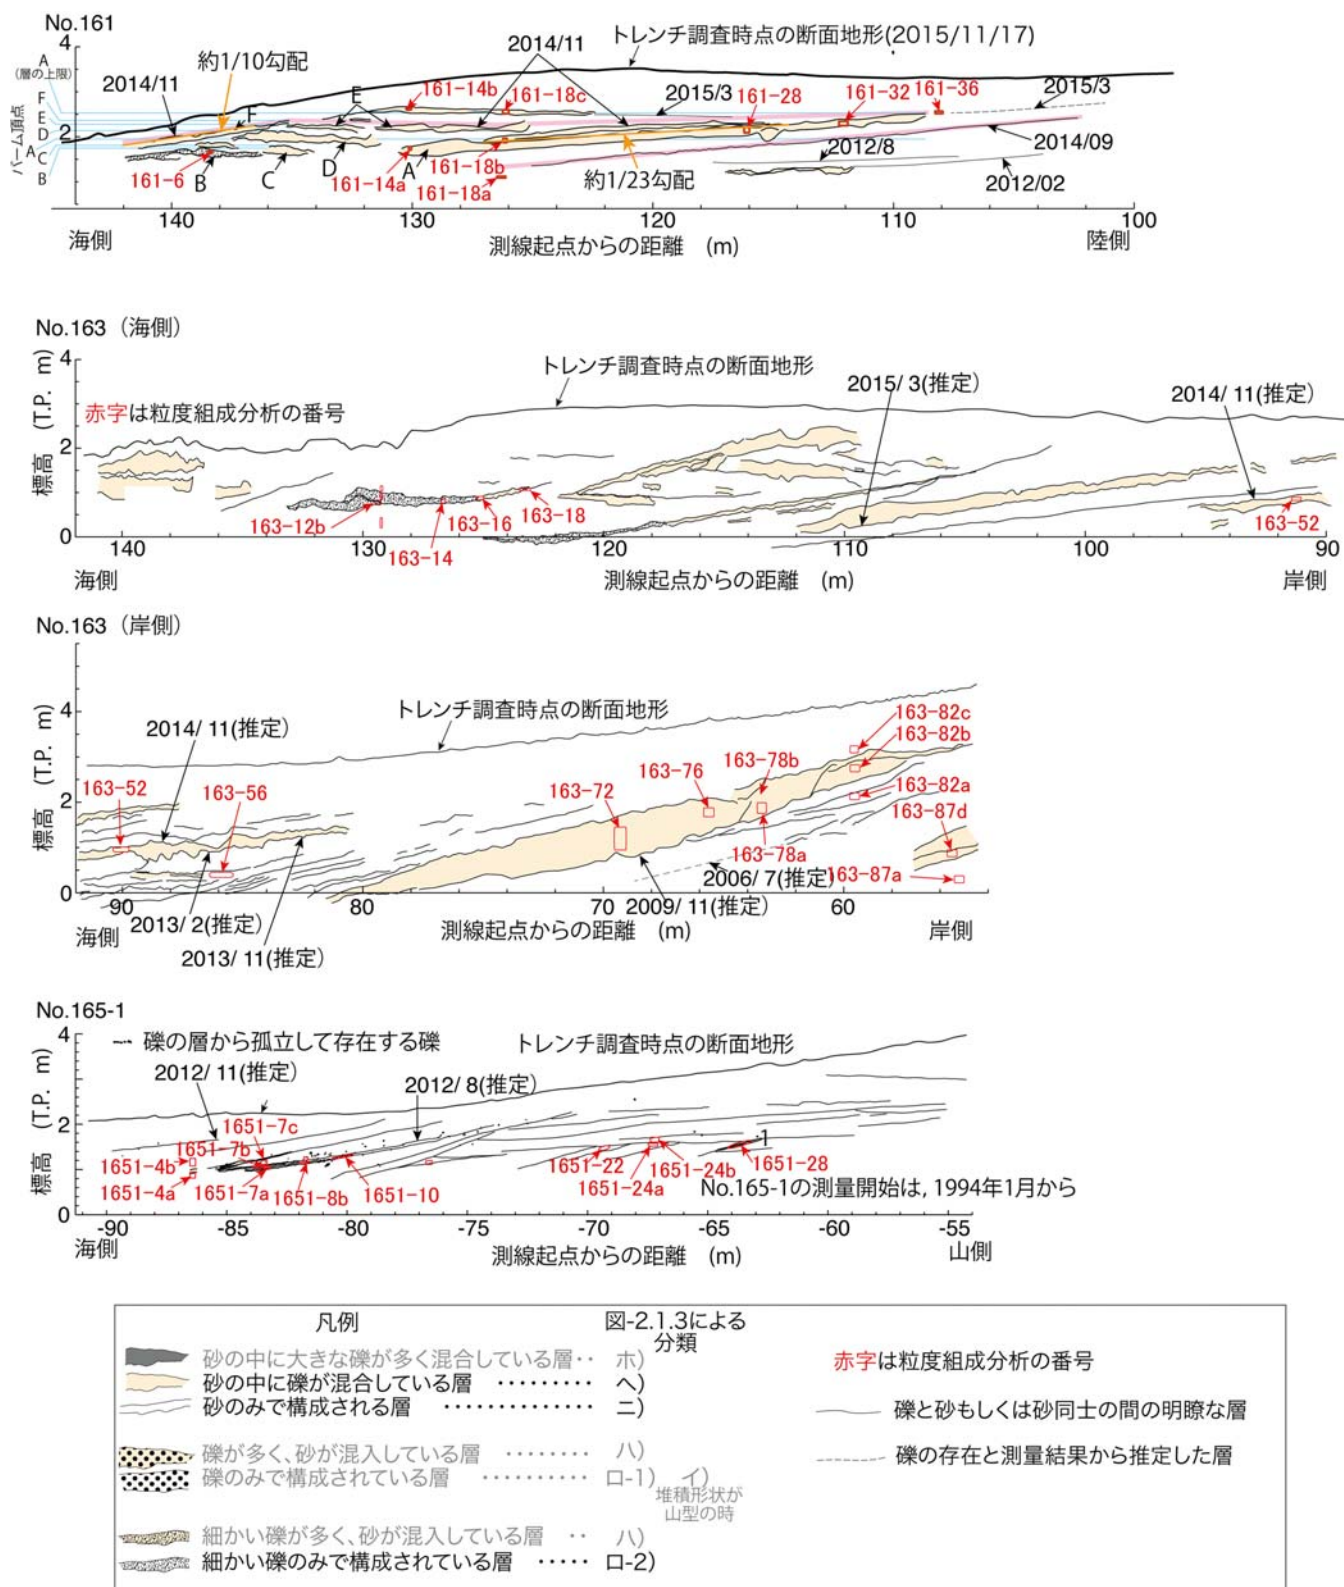 No.161
4
A
(層の上限)
F
E
D
A
C
B
バーム頂点
2
2014/11
約1/10勾配
F
E
161-14b
161-18c
2014/11
トレンチ調査時点の断面地形(2015/11/17)
2015/3
161-28
161-32
161-36
2015/3
2014/09
2012/8
2012/02
161-6
B
C
D
161-14a
A
161-18b
161-18a
約1/23勾配
140
130
120
110
100
海側
測線起点からの距離 (m)
陸側
No.163 (海側)
標高 (T.P. m)
4
2
0
トレンチ調査時点の断面地形
赤字は粒度組成分析の番号
2015/ 3(推定)
2014/ 11(推定)
163-12b
163-14
163-16
163-18
163-52
140
130
120
110
100
90
海側
測線起点からの距離 (m)
岸側
No.163 (岸側)
標高 (T.P. m)
4
2
0
トレンチ調査時点の断面地形
2014/ 11(推定)
163-52
163-56
163-72
163-76
163-78b
163-82c
163-82b
163-82a
163-87d
163-78a
2006/ 7(推定)
163-87a
2013/ 2(推定)
2013/ 11(推定)
2009/ 11(推定)
90
80
70
60
海側
測線起点からの距離 (m)
岸側
No.165-1
標高 (T.P. m)
4
2
0
礫の層から孤立して存在する礫
トレンチ調査時点の断面地形
2012/ 11(推定)
2012/ 8(推定)
1651-7c
1651-7b
1651-4b
1651-4a
1651-7a
1651-8b
1651-10
1651-22
1651-24a
1651-24b
1651-28
1
No.165-1の測量開始は, 1994年1月から
-90
-85
-80
-75
-70
-65
-60
-55
海側
測線起点からの距離 (m)
山側
凡例
図-2.1.3による
分類
砂の中に大きな礫が多く混合している層‥ ホ)
砂の中に礫が混合している層 ‥‥‥‥‥ ヘ)
砂のみで構成される層 ‥‥‥‥‥‥‥‥ ニ)
礫が多く、砂が混入している層 ‥‥‥‥ ハ)
礫のみで構成されている層 ‥‥‥‥‥ ロ-1) イ)
堆積形状が
山型の時
細かい礫が多く、砂が混入している層 ‥ ハ)
細かい礫のみで構成されている層 ‥‥・ ロ-2)
赤字は粒度組成分析の番号
礫と砂もしくは砂同士の間の明瞭な層
礫の存在と測量結果から推定した層